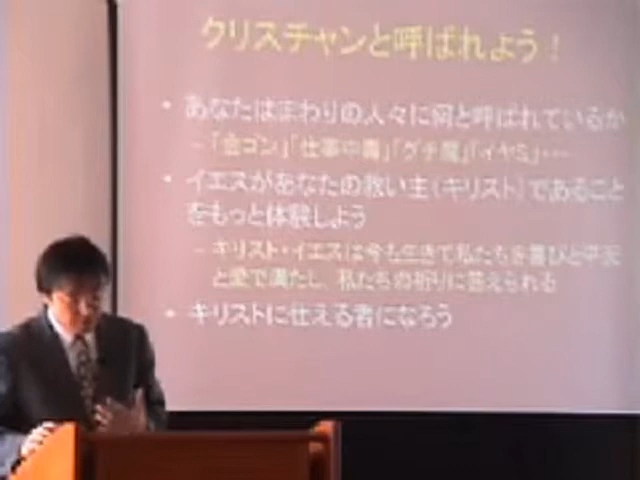 クリスチャンと呼ばれよう！
• あなたはまわりの人々に何と呼ばれているか
–「金ゴン」「仕事中毒」「グチ魔」「イヤミ」・・・
• イエスがあなたの救い主（キリスト）であること
をもっと体験しよう
– キリスト・イエスは今も生きて私たちを喜びと平安
と愛で満たし、私たちの祈りに答えられる
• キリストに仕える者になろう